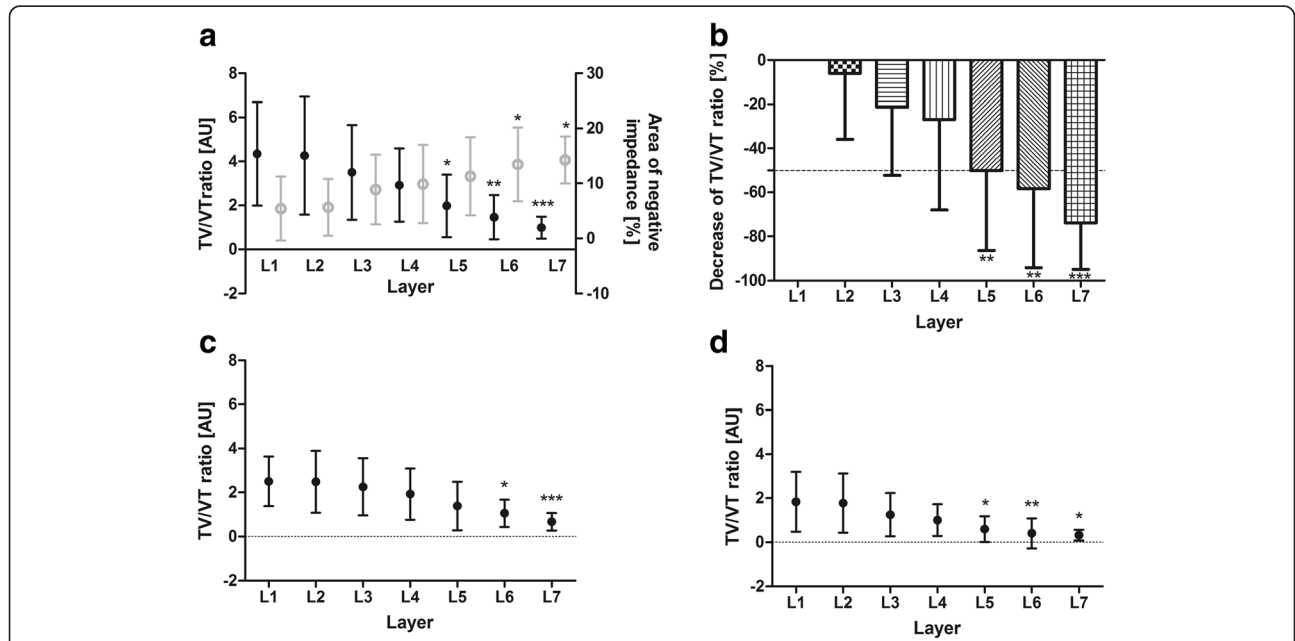 a
TV/VTratio [AU]
8
6
4
2
0
-2
* ** ***
* *
30
20
10
0
-10
Area of negative
impedance [%]
L1 L2 L3 L4 L5 L6 L7
Layer
b
Decrease of TV/VT ratio [%]
0
-20
-40
-60
-80
-100
** ** ***
L1 L2 L3 L4 L5 L6 L7
Layer
c
TV/VT ratio [AU]
8
6
4
2
0
-2
* ***
L1 L2 L3 L4 L5 L6 L7
Layer
d
TV/VT ratio [AU]
8
6
4
2
0
-2
* ** *
L1 L2 L3 L4 L5 L6 L7
Layer